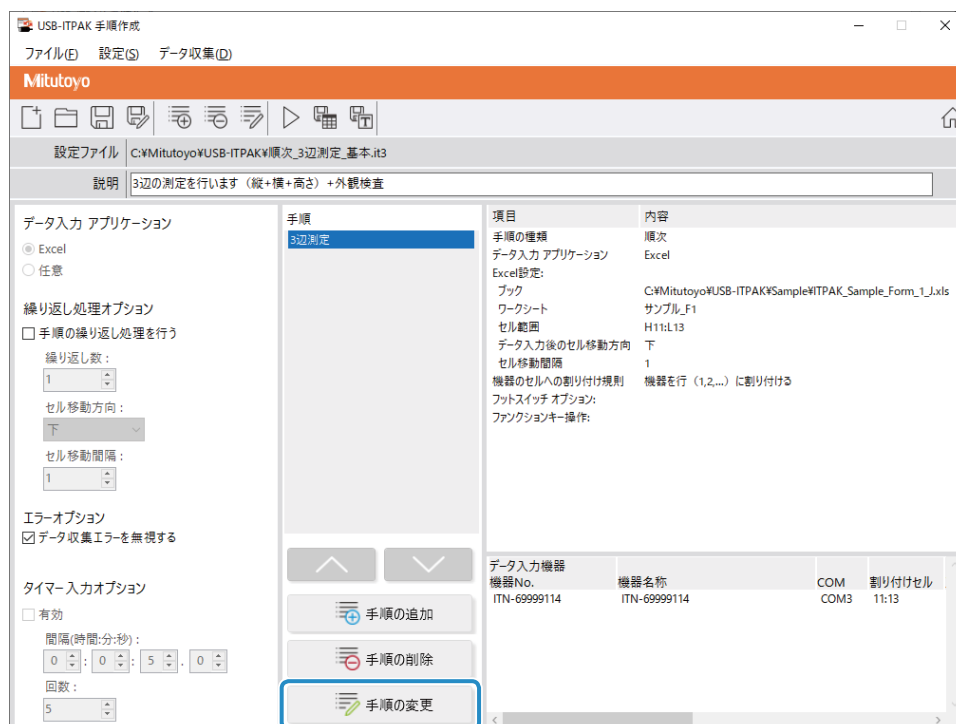 USB-ITPAK 手順作成
ファイル(F) 設定(S) データ収集(D)
Mitutoyo
設定ファイル C:¥Mitutoyo¥USB-ITPAK¥順次_3辺測定_基本.it3
説明 3辺の測定を行います（縦+横+高さ）+外観検査
データ入力 アプリケーション
Excel
任意
繰り返し処理オプション
手順の繰り返し処理を行う
繰り返し数：
1
セル移動方向：
下
セル移動間隔：
1
エラーオプション
データ収集エラーを無視する
タイマー入力オプション
有効
間隔(時間:分:秒)：
0 : 0 : 5 . 0
回数：
5
手順
3辺測定
手順の追加
手順の削除
手順の変更
項目 内容
手順の種類 順次
データ入力 アプリケーション Excel
Excel設定:
ブック C:¥Mitutoyo¥USB-ITPAK¥Sample¥ITPAK_Sample_Form_1_J.xls
ワークシート サンプル_F1
セル範囲 H11:L13
データ入力後のセル移動方向 下
セル移動間隔 1
機器のセルへの割り付け規則 機器を行（1,2,...）に割り付ける
フットスイッチ オプション:
ファンクションキー操作:
データ入力機器
機器No. 機器名称 COM 割り付けセル
ITN-69999114 ITN-69999114 COM3 11:13